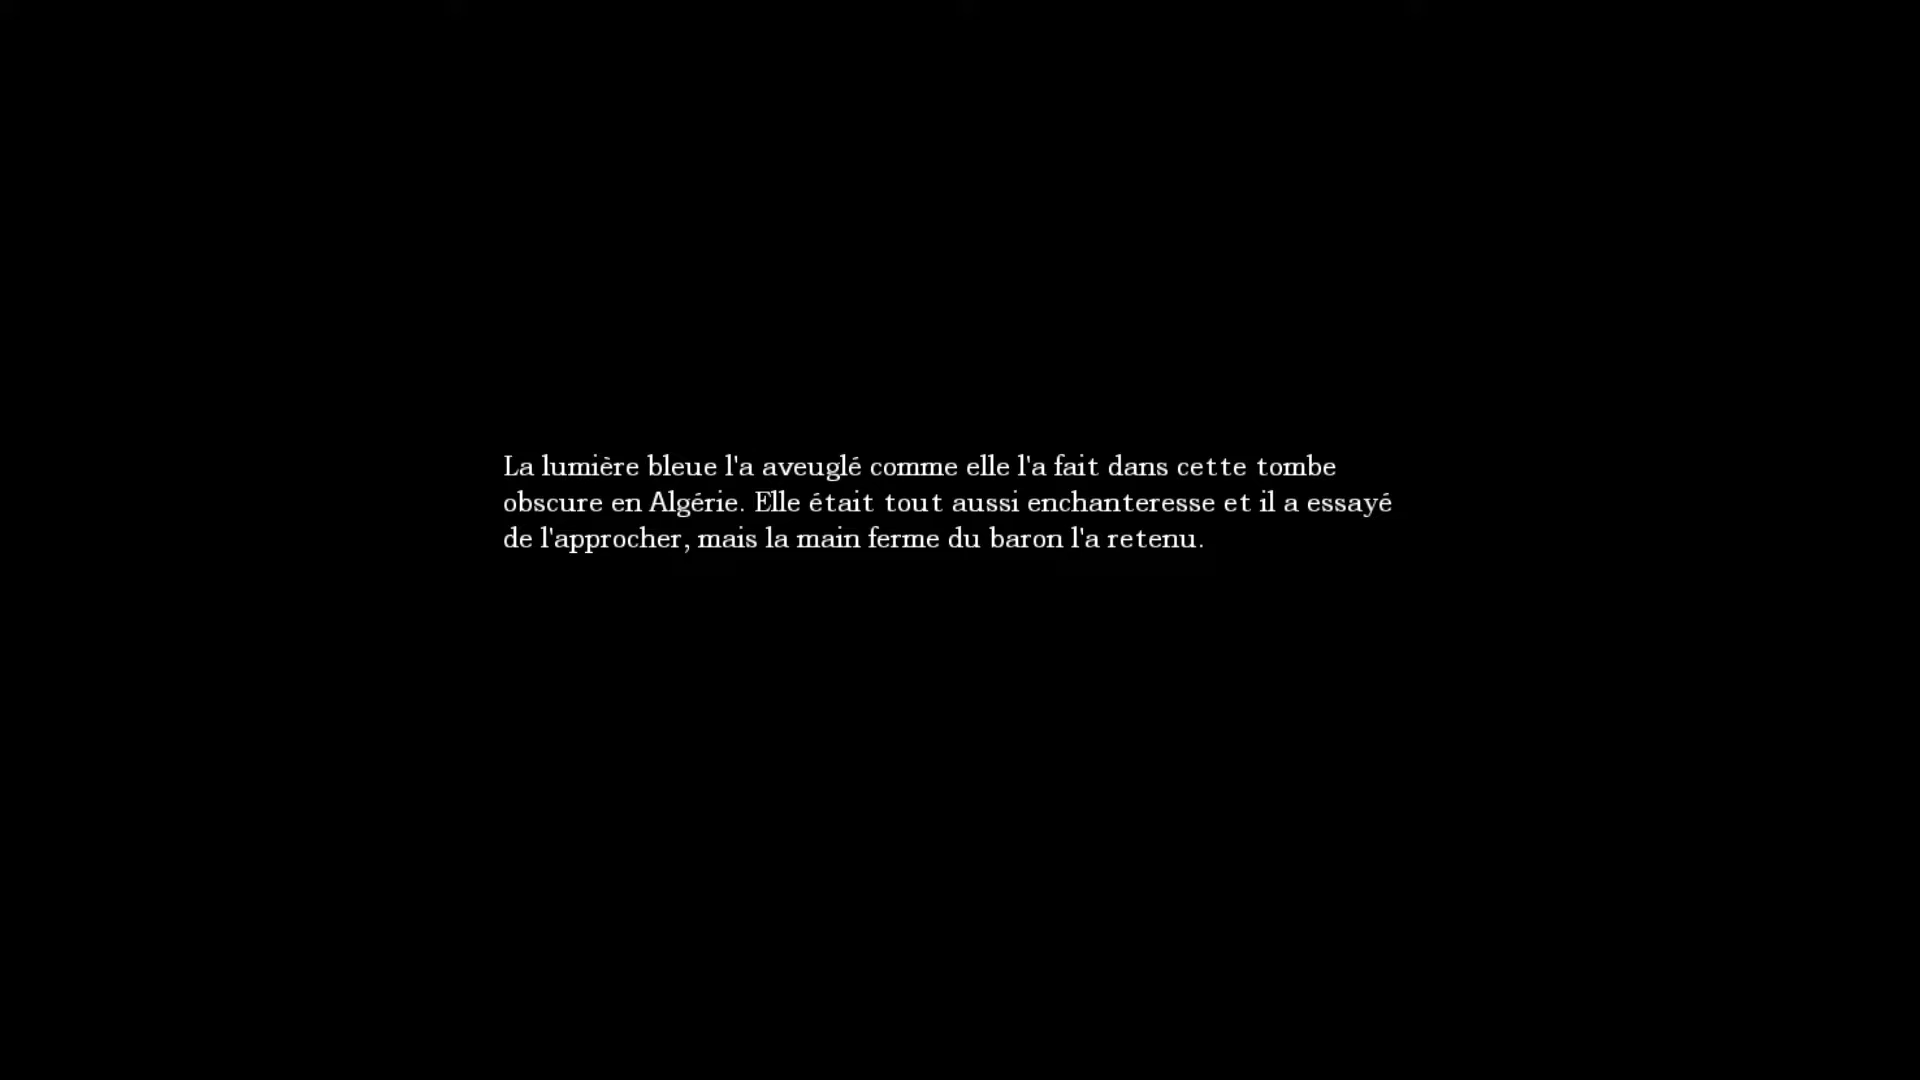 La lumière bleue l'a aveuglé comme elle l'a fait dans cette tombe
obscure en Algérie. Elle était tout aussi enchanteresse et il a essayé
de l'approcher, mais la main ferme du baron l'a retenu.